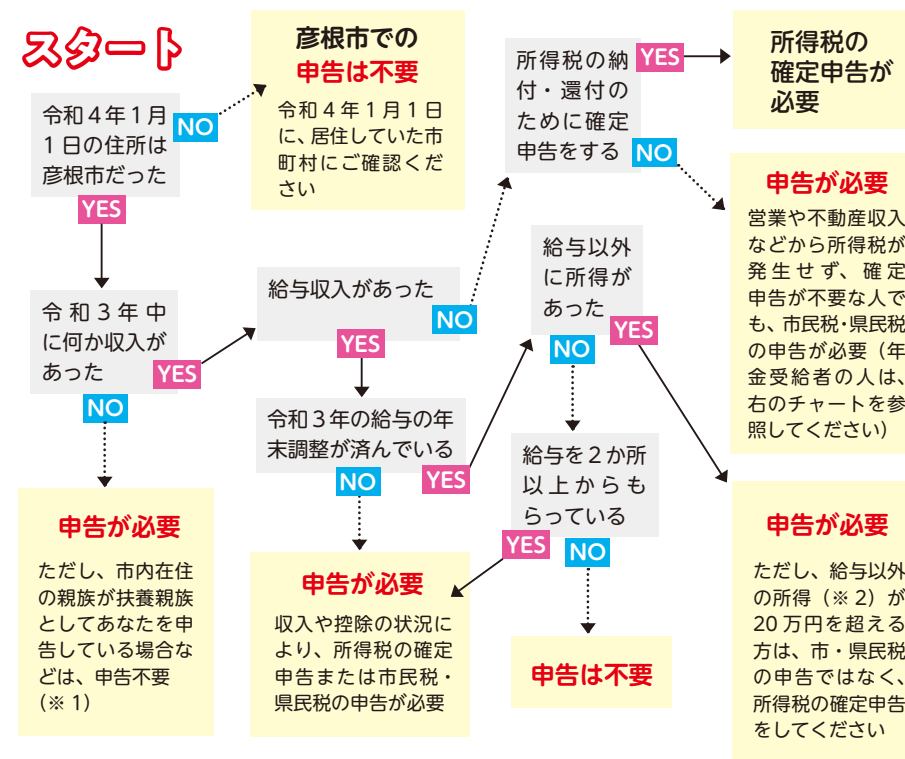 スタート
令和4年1月
1日の住所は
彦根市だった
NO
YES
彦根市での
申告は不要
令和4年1月1日
に、居住していた市
町村にご確認くだ
さい
令和3年中
に何か収入が
あった
YES
NO
申告が必要
ただし、市内在住
の親族が扶養親族
としてあなたを申
告している場合な
どは、申告不要
(※1)
給与収入があった
NO
YES
令和3年の給与の年
末調整が済んでいる
NO
YES
申告が必要
収入や控除の状況に
より、所得税の確定
申告または市民税・
県民税の申告が必要
所得税の納
付・還付の
ために確定
申告をする
YES
NO
所得税の
確定申告が
必要
申告が必要
営業や不動産収入
などから所得税が
発生せず、確定
申告が不要な人で
も、市民税・県民税
の申告が必要（年
金受給者の人は、
右のチャートを参
照してください）
給与以外
に所得が
あった
YES
NO
給与を2か所
以上からも
らっている
YES
NO
申告は不要
申告が必要
ただし、給与以外
の所得（※2）が
20万円を超える
方は、市・県民税
の申告ではなく、
所得税の確定申告
をしてください